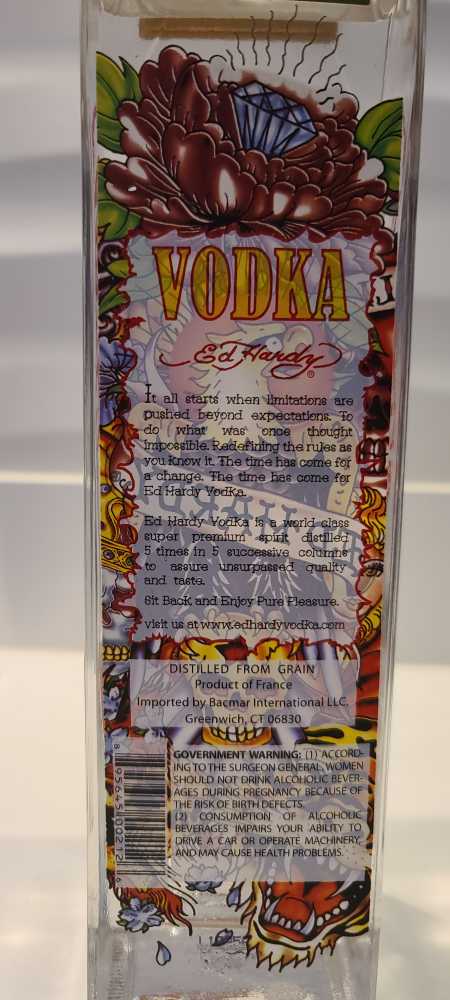 VODKA
Ed Hardy®
It all starts when limitations are
pushed beyond expectations. To
do what was once thought
impossible. Redefining the rules as
you know it. The time has come for
a change. The time has come for
Ed Hardy Vodka.
Ed Hardy Vodka is a world class
super premium spirit distilled
5 times in 5 successive columns
to assure unsurpassed quality
and taste.
Sit Back and Enjoy Pure Pleasure.
visit us at www.edhardyvodka.com
DISTILLED FROM GRAIN
Product of France
Imported by Bacmar International LLC.
Greenwich, CT 06830
GOVERNMENT WARNING: (1) ACCORD-
ING TO THE SURGEON GENERAL, WOMEN
SHOULD NOT DRINK ALCOHOLIC BEVER-
AGES DURING PREGNANCY BECAUSE OF
THE RISK OF BIRTH DEFECTS.
(2) CONSUMPTION OF ALCOHOLIC
BEVERAGES IMPAIRS YOUR ABILITY TO
DRIVE A CAR OR OPERATE MACHINERY,
AND MAY CAUSE HEALTH PROBLEMS.
8 95645 00212 6